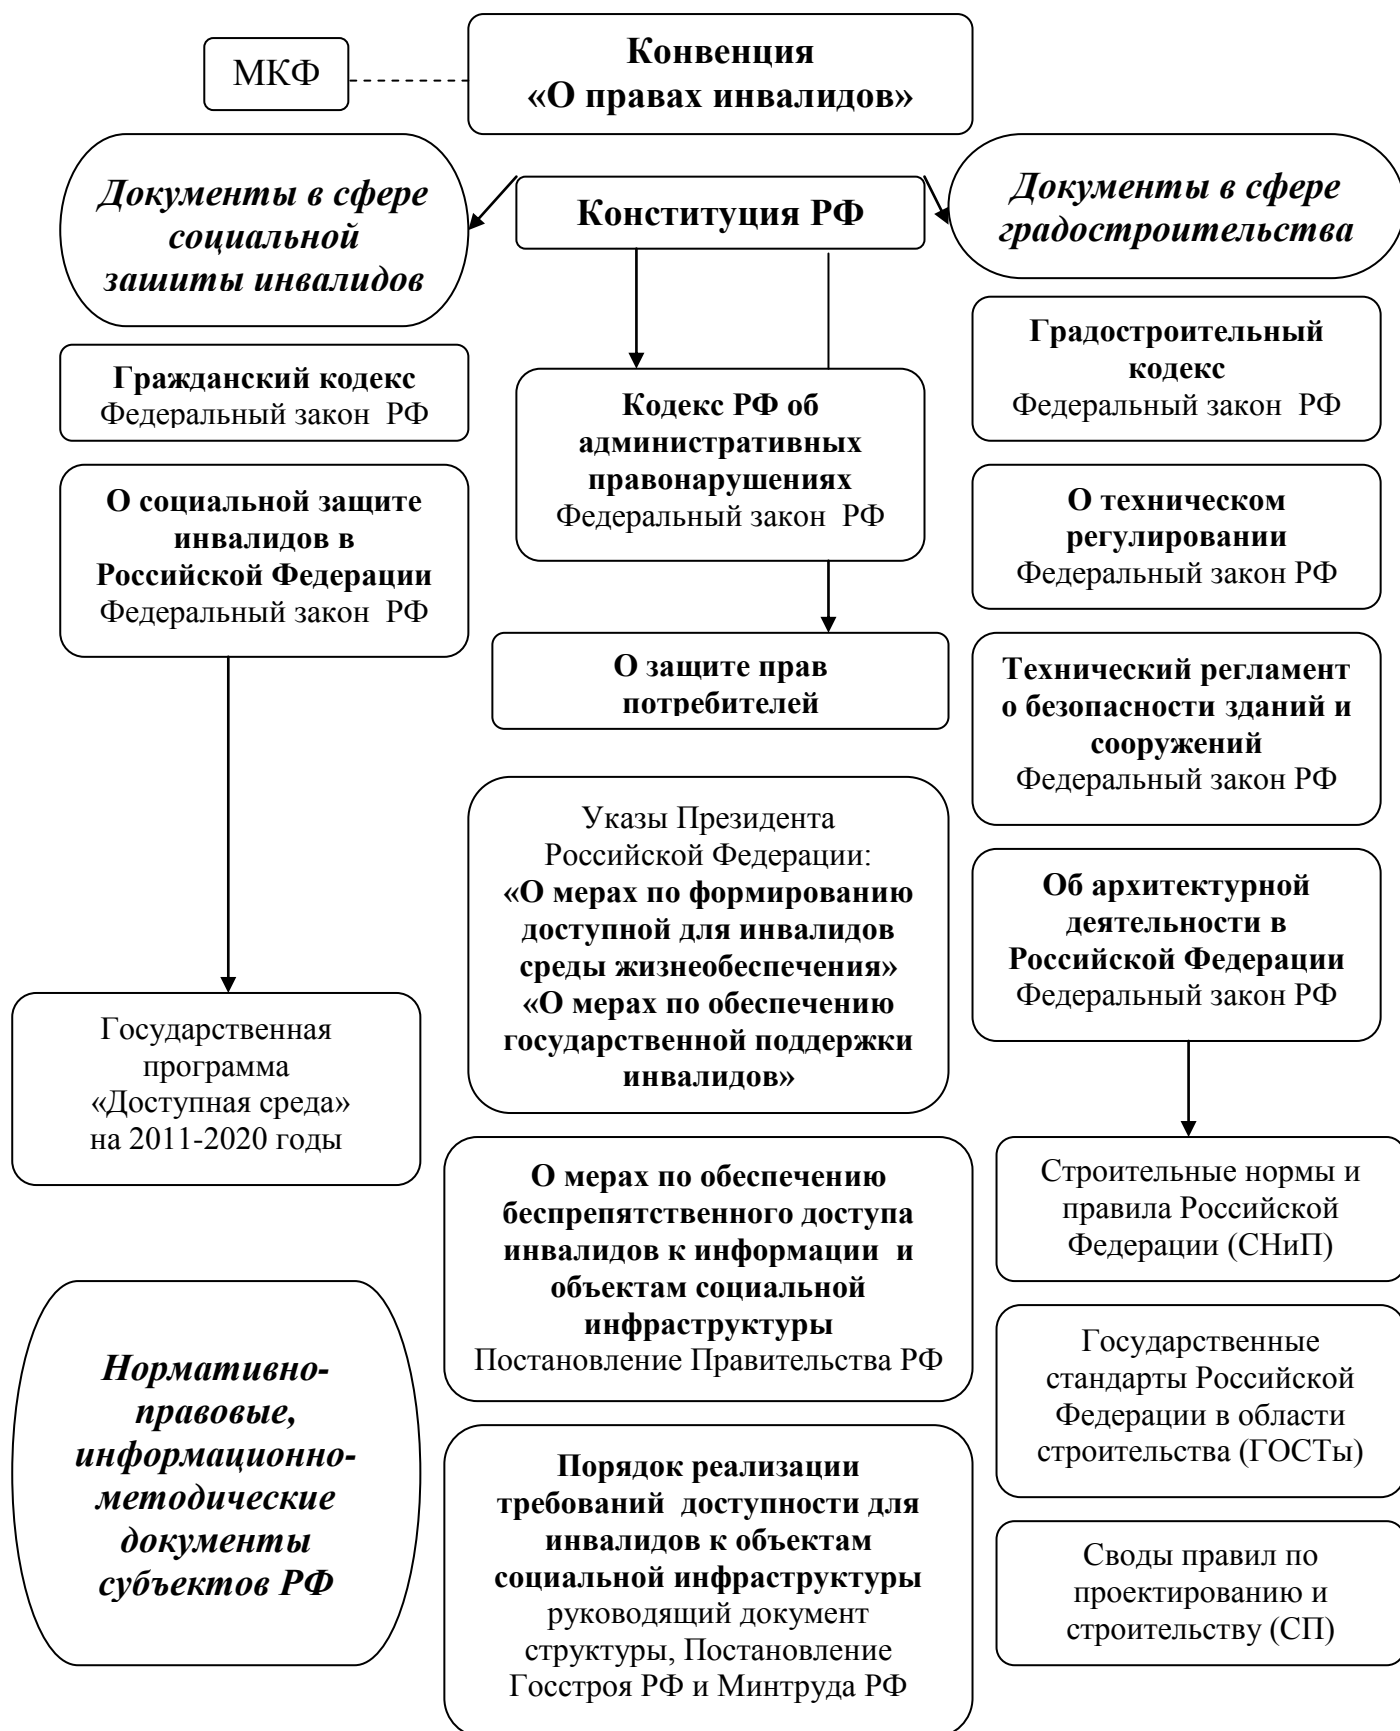 МКФ
Конвенция
«О правах инвалидов»
Документы в сфере
социальной
зашиты инвалидов
Конституция РФ
Документы в сфере
градостроительства
Гражданский кодекс
Федеральный закон РФ
О социальной защите
инвалидов в
Российской Федерации
Федеральный закон РФ
Государственная
программа
«Доступная среда»
на 2011-2020 годы
Нормативно-
правовые,
информационно-
методические
документы
субъектов РФ
Кодекс РФ об
административных
правонарушениях
Федеральный закон РФ
О защите прав
потребителей
Указы Президента
Российской Федерации:
«О мерах по формированию
доступной для инвалидов
среды жизнеобеспечения»
«О мерах по обеспечению
государственной поддержки
инвалидов»
О мерах по обеспечению
беспрепятственного доступа
инвалидов к информации и
объектам социальной
инфраструктуры
Постановление Правительства РФ
Порядок реализации
требований доступности для
инвалидов к объектам
социальной инфраструктуры
руководящий документ
структуры, Постановление
Госстроя РФ и Минтруда РФ
Градостроительный
кодекс
Федеральный закон РФ
О техническом
регулировании
Федеральный закон РФ
Технический регламент
о безопасности зданий и
сооружений
Федеральный закон РФ
Об архитектурной
деятельности в
Российской Федерации
Федеральный закон РФ
Строительные нормы и
правила Российской
Федерации (СНиП)
Государственные
стандарты Российской
Федерации в области
строительства (ГОСТы)
Своды правил по
проектированию и
строительству (СП)